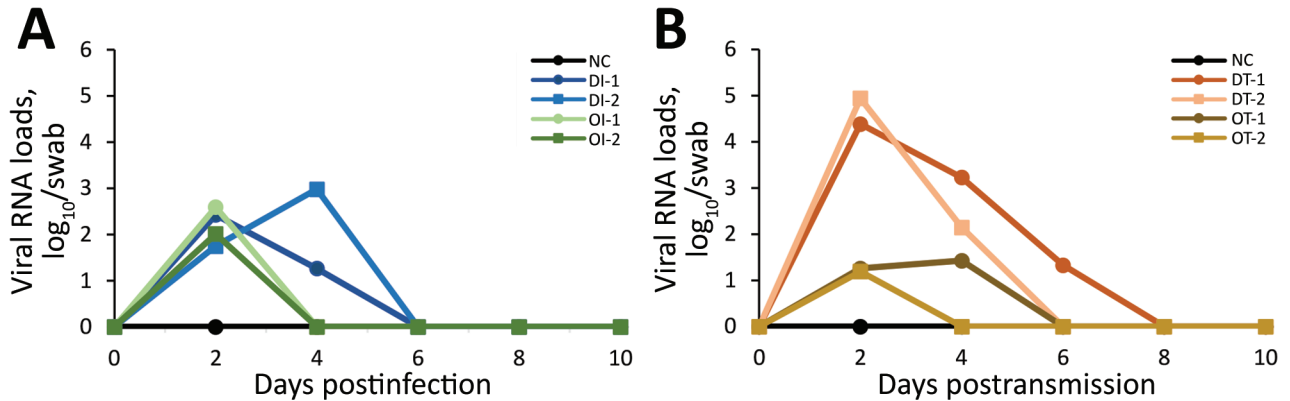 A
Viral RNA loads,
log10/swab
6
5
4
3
2
1
0
NC
DI-1
DI-2
OI-1
OI-2
0 2 4 6 8 10
Days postinfection
B
Viral RNA loads,
log10/swab
6
5
4
3
2
1
0
NC
DT-1
DT-2
OT-1
OT-2
0 2 4 6 8 10
Days postransmission